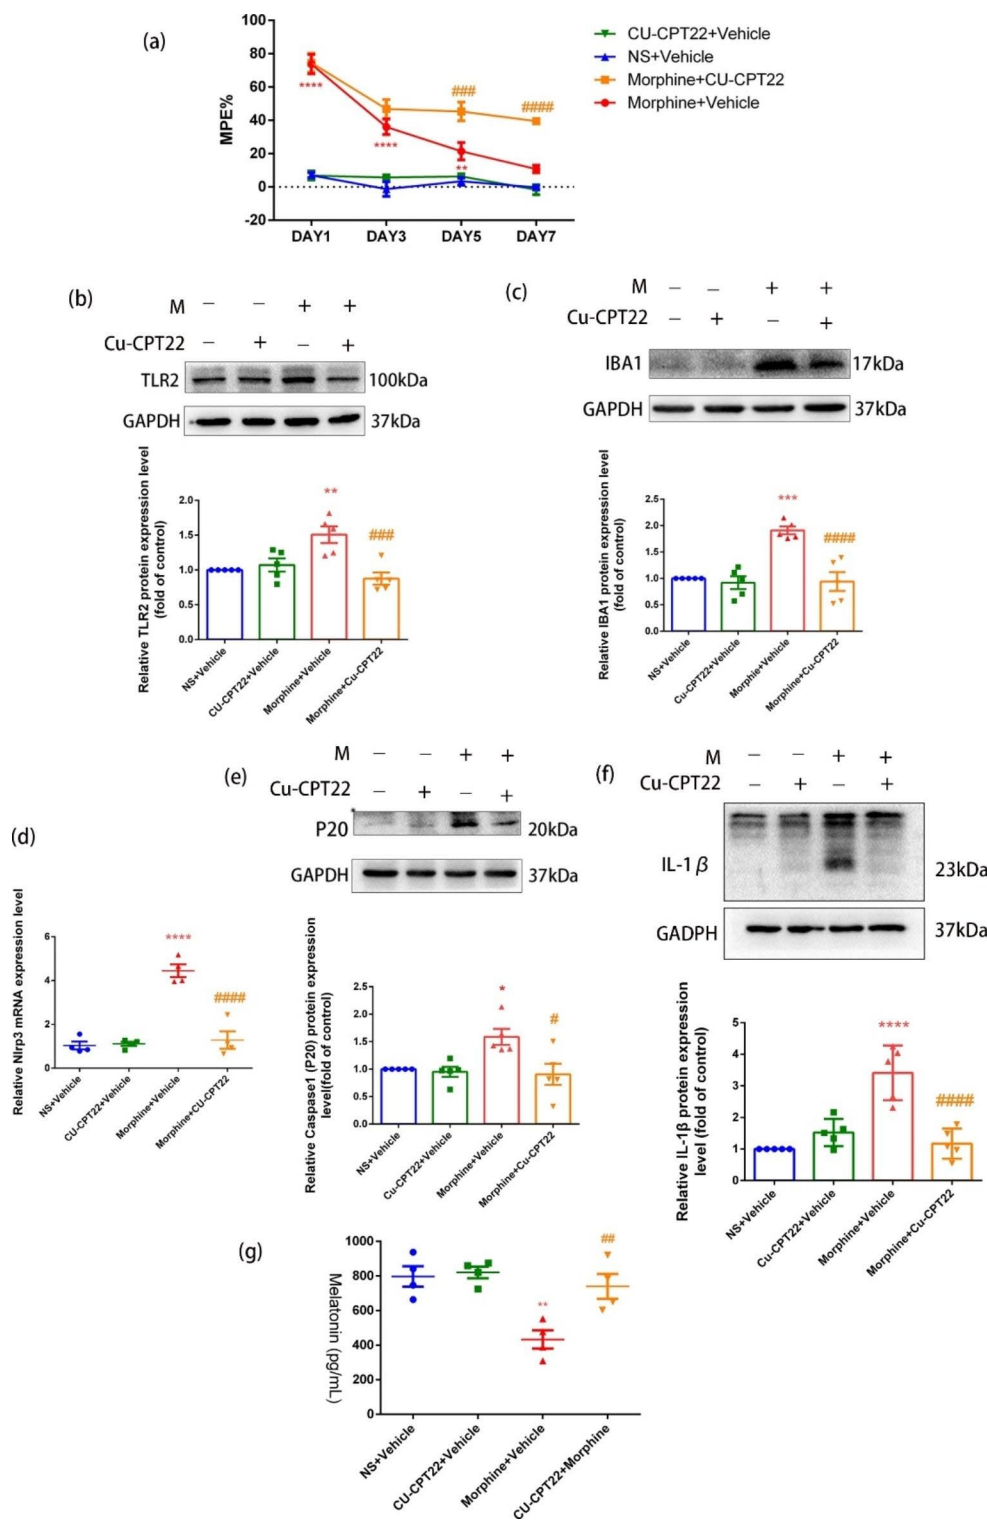 (a)
MPE%
100
80
60
40
20
0
-20
DAY1 DAY3 DAY5 DAY7
****
****
**
###
####
CU-CPT22+Vehicle
NS+Vehicle
Morphine+CU-CPT22
Morphine+Vehicle
(b)
M − − + +
Cu-CPT22 − + − +
TLR2 100kDa
GAPDH 37kDa
Relative TLR2 protein expression level
(fold of control)
2.0
1.5
1.0
0.5
0.0
**
###
NS+Vehicle
CU-CPT22+Vehicle
Morphine+Vehicle
Morphine+Cu-CPT22
(c)
M − − + +
Cu-CPT22 − + − +
IBA1 17kDa
GAPDH 37kDa
Relative IBA1 protein expression level
(fold of control)
2.5
2.0
1.5
1.0
0.5
0.0
***
####
NS+Vehicle
Cu-CPT22+Vehicle
Morphie+Vehicle
Morphine+Cu-CPT22
(d)
Relative Nlrp3 mRNA expression level
6
4
2
0
****
####
NS+Vehicle
CU-CPT22+Vehicle
Morphine+Vehicle
Morphine+CU-CPT22
(e)
M − − + +
Cu-CPT22 − + − +
P20 20kDa
GAPDH 37kDa
Relative Caspase1 (P20) protein expression
level(fold of control)
2.5
2.0
1.5
1.0
0.5
0.0
*
#
NS+Vehicle
Cu-CPT22+Vehicle
Morphine+Vehicle
Morphine+Cu-CPT22
(f)
M − − + +
Cu-CPT22 − + − +
IL-1β 23kDa
GADPH 37kDa
Relative IL-1β protein expression
level (fold of control)
5
4
3
2
1
0
****
####
NS+Vehicle
Cu-CPT22+Vehicle
Morphine+Vehicle
Morphine+Cu-CPT22
(g)
Melatonin (pg/mL)
1000
800
600
400
200
0
**
##
NS+Vehicle
CU-CPT22+Vehicle
Morphine+Vehicle
CU-CPT22+Morphine